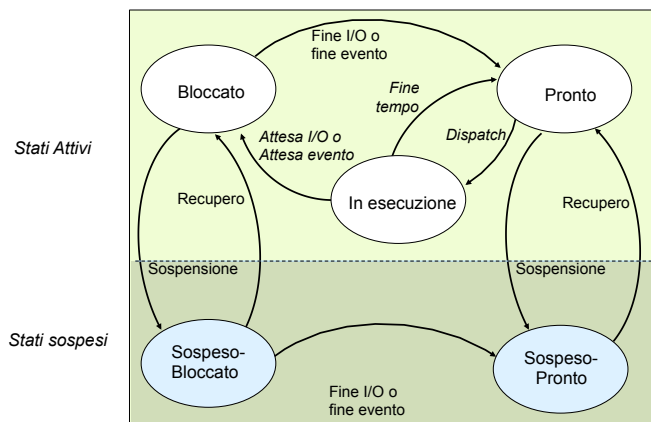 Fine I/O o
fine evento
Bloccato
Fine
tempo
Pronto
Stati Attivi
Attesa I/O o
Attesa evento
Dispatch
In esecuzione
Recupero
Recupero
Sospensione
Sospensione
Stati sospesi
Sospeso-
Bloccato
Sospeso-
Pronto
Fine I/O o
fine evento